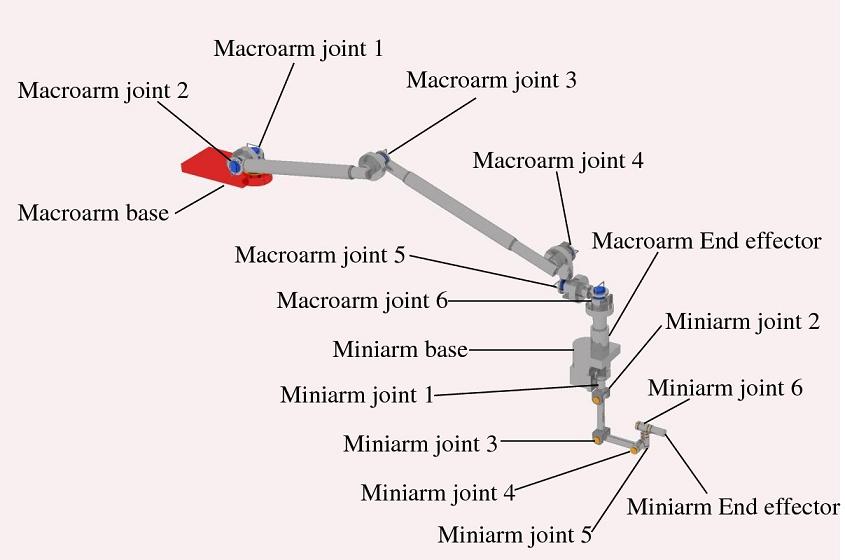 Macroarm joint 1
Macroarm joint 3
Macroarm joint 2
Macroarm joint 4
Macroarm base
Macroarm End effector
Macroarm joint 5
Macroarm joint 6
Miniarm joint 2
Miniarm base
Miniarm joint 6
Miniarm joint 1
Miniarm joint 3
Miniarm joint 4
Miniarm End effector
Miniarm joint 5